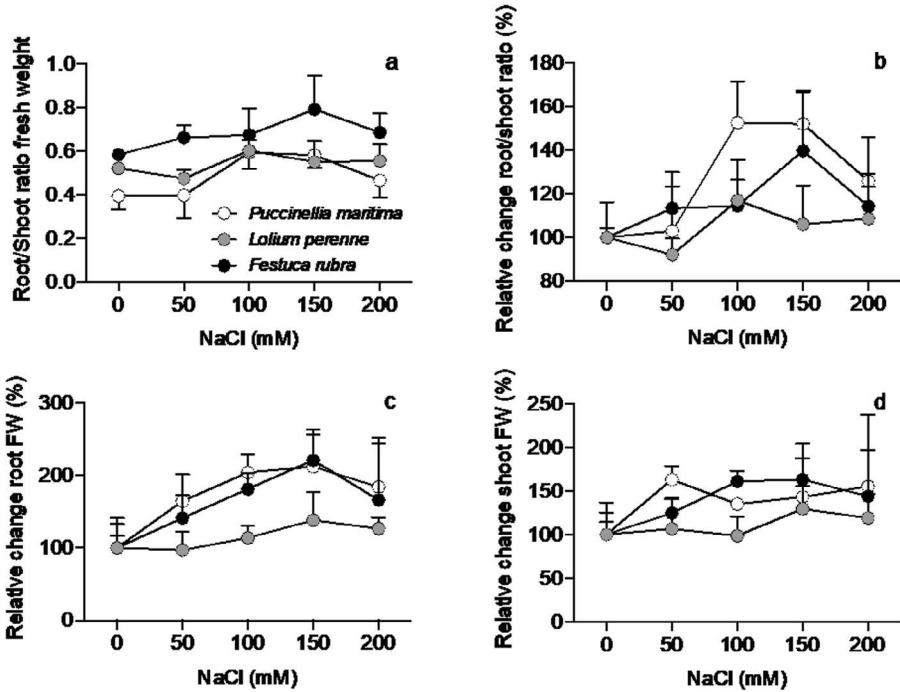 a
Root/Shoot ratio fresh weight
1.0
0.8
0.6
0.4
0.2
0.0
Puccinellia maritima
Lolium perenne
Festuca rubra
0 50 100 150 200
NaCl (mM)
b
Relative change root/shoot ratio (%)
180
160
140
120
100
80
0 50 100 150 200
NaCl (mM)
c
Relative change root FW (%)
300
200
100
0
0 50 100 150 200
NaCl (mM)
d
Relative change shoot FW (%)
250
200
150
100
50
0
0 50 100 150 200
NaCl (mM)